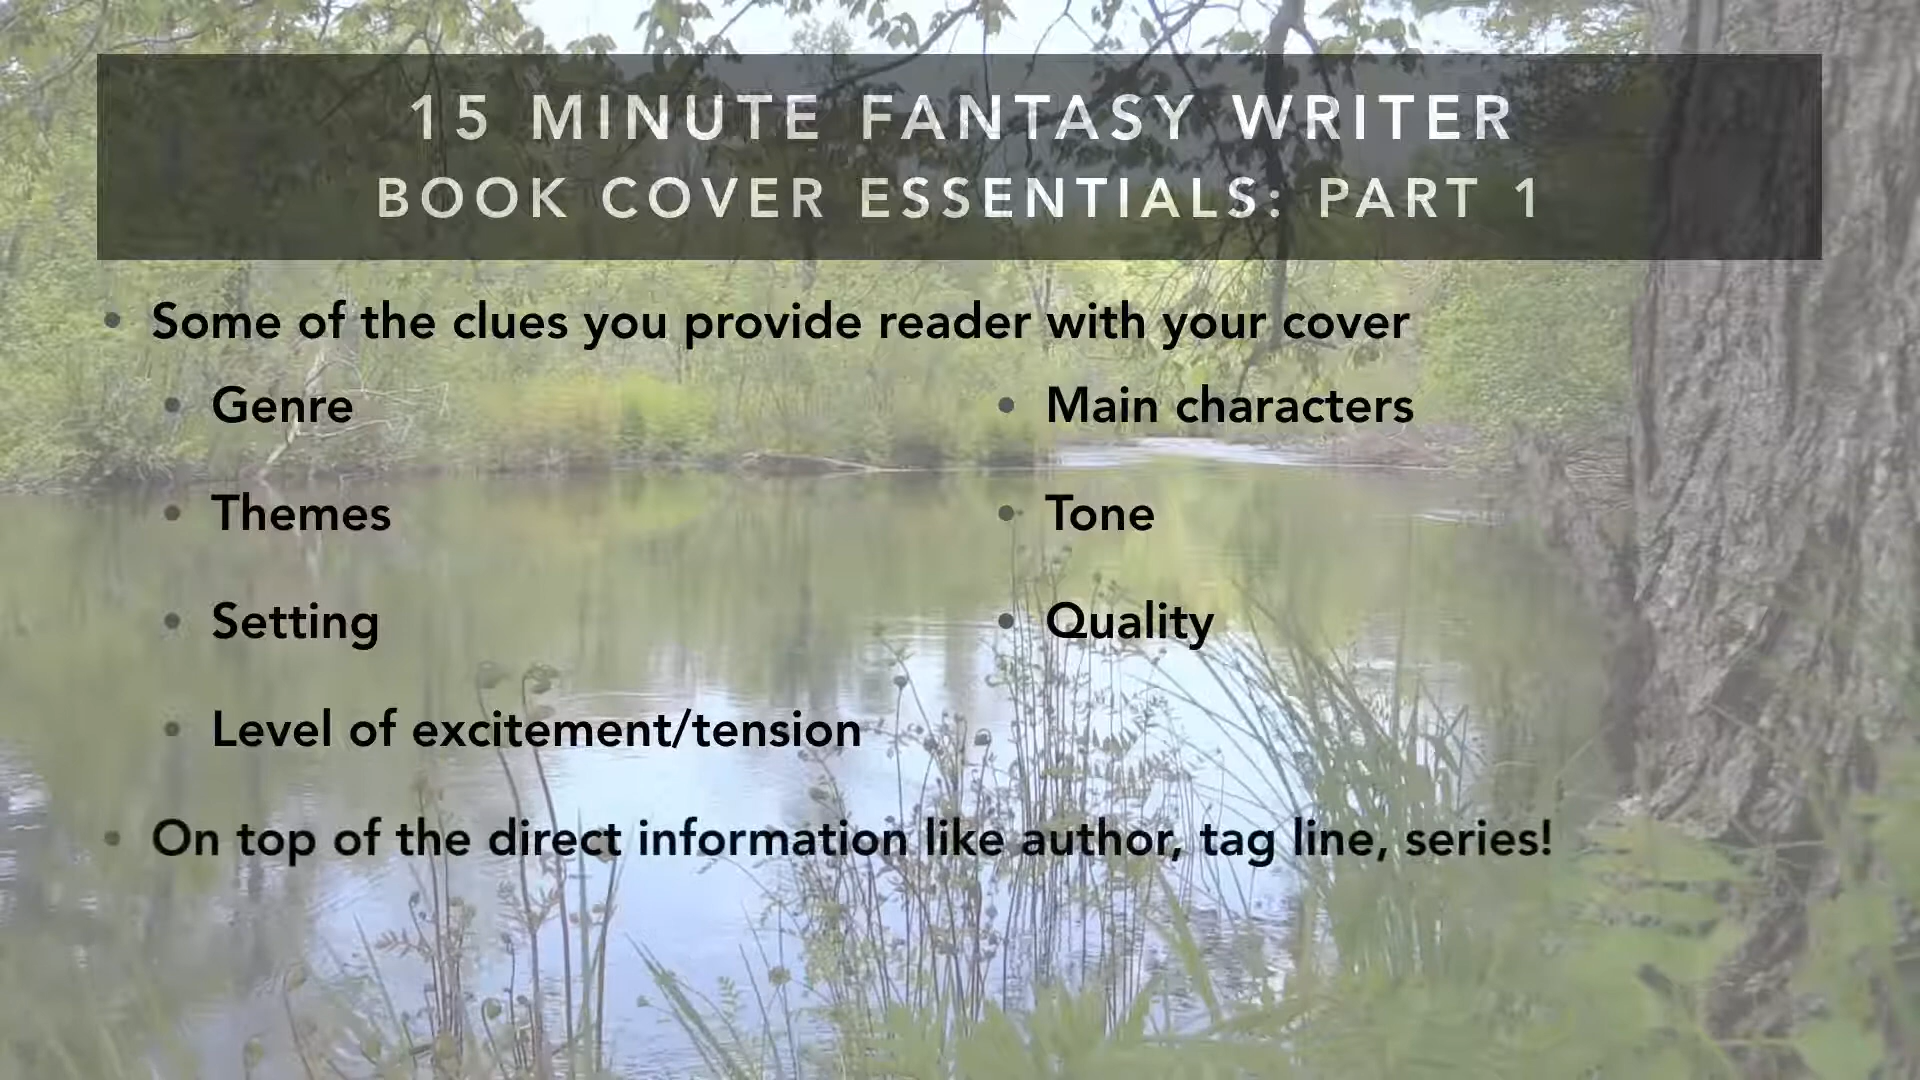 15 MINUTE FANTASY WRITER
BOOK COVER ESSENTIALS: PART 1
• Some of the clues you provide reader with your cover
• Genre
• Themes
• Setting
• Level of excitement/tension
• Main characters
• Tone
• Quality
• On top of the direct information like author, tag line, series!